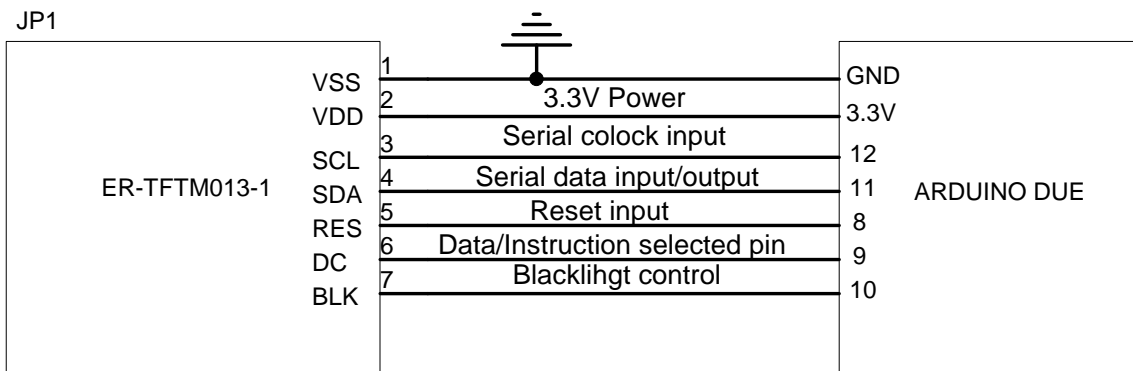 JP1
VSS 1 GND
3.3V Power
VDD 2 3.3V
Serial colock input
SCL 3 12
Serial data input/output
SDA 4 11
ER-TFTM013-1
ARDUINO DUE
Reset input
RES 5 8
Data/Instruction selected pin
DC 6 9
Blacklihgt control
BLK 7 10